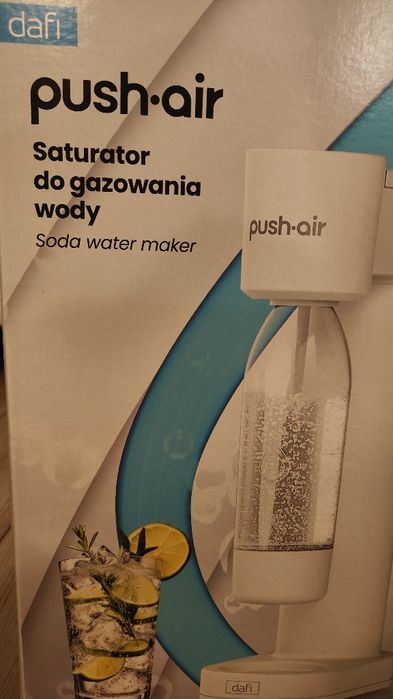 dafi
push·air
Saturator
do gazowania
wody
Soda water maker
push·air
dafi